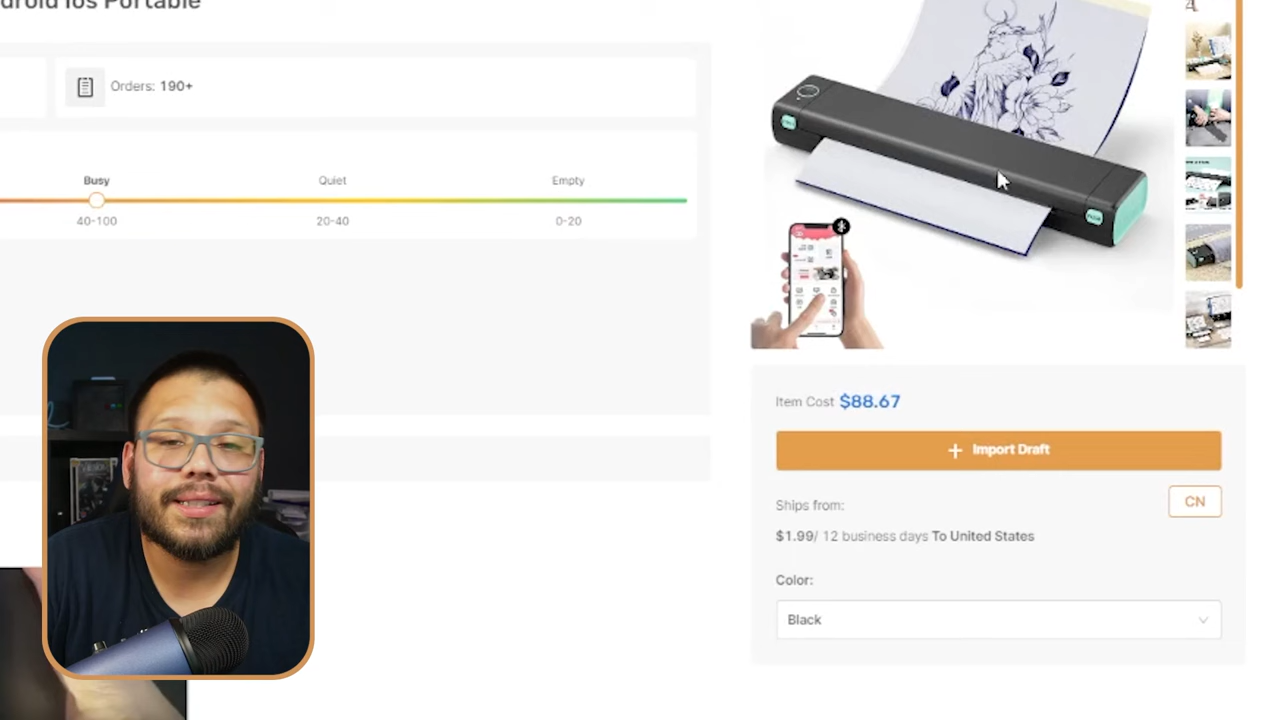 droid Ios Portable
Orders: 190+
Busy
Quiet
Empty
40-100
20-40
0-20
Item Cost $88.67
+ Import Draft
Ships from:
CN
$1.99/ 12 business days To United States
Color:
Black